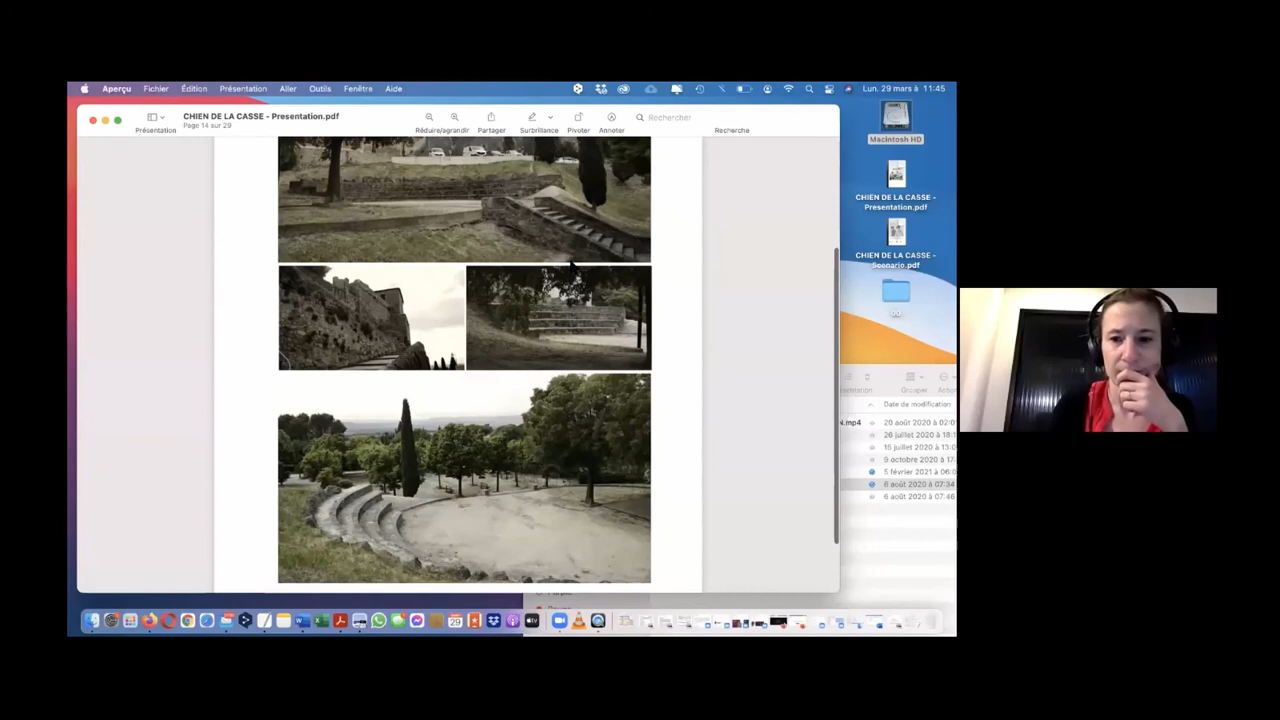 Aperçu Fichier Édition Présentation Aller Outils Fenêtre Aide Lun. 29 mars à 11:45
CHIEN DE LA CASSE - Presentation.pdf
Page 14 sur 29
Rechercher
Présentation Réduire/agrandir Partager Surbrillance Pivoter Annoter Recherche
Macintosh HD
CHIEN DE LA CASSE -
Presentation.pdf
CHIEN DE LA CASSE -
Scenario.pdf
Grouper
Date de modification
.mp4 20 août 2020 à 02:0
26 juillet 2020 à 18:1
15 juillet 2020 à 13:0
9 octobre 2020 à 17
5 février 2021 à 06:0
6 août 2020 à 07:34
6 août 2020 à 07:46
29